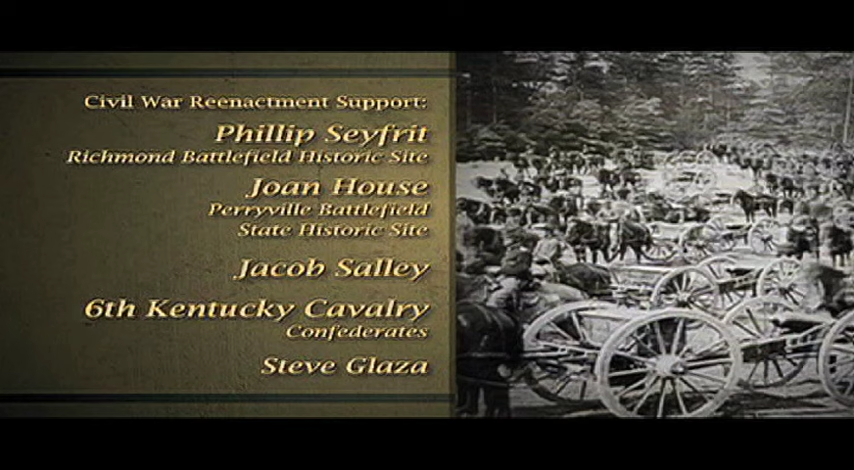 Civil War Reenactment Support:
Phillip Seyfrit
Richmond Battlefield Historic Site
Joan House
Perryville Battlefield
State Historic Site
Jacob Salley
6th Kentucky Cavalry
Confederates
Steve Glaza